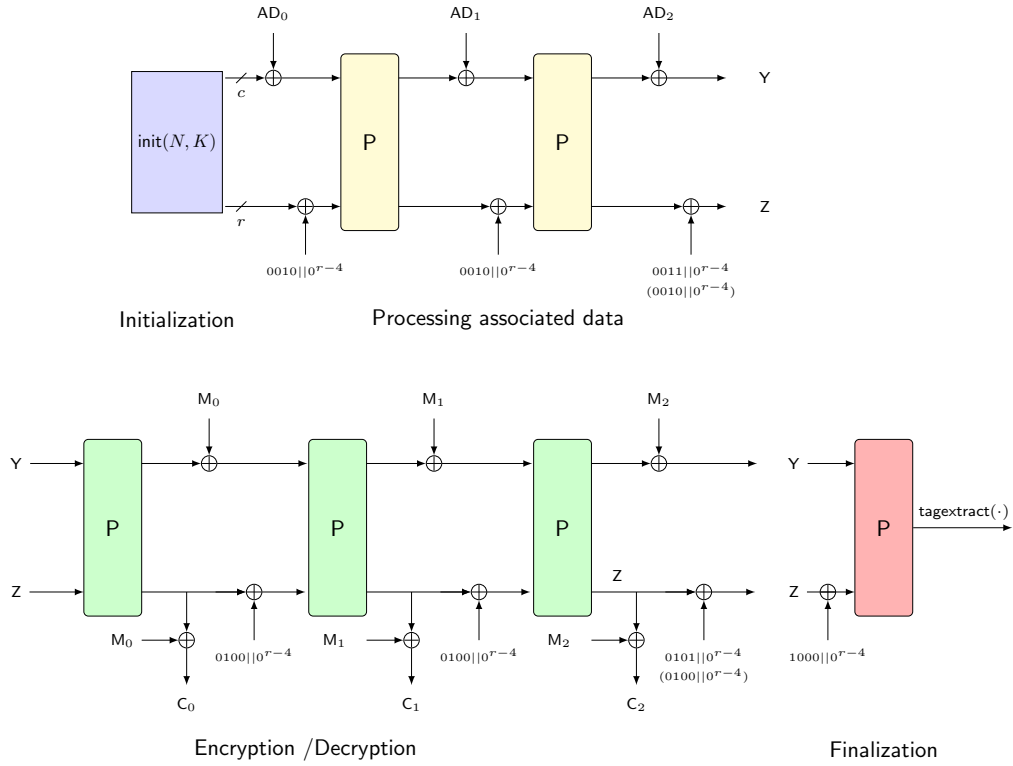 AD₀ AD₁ AD₂
c Y
init(N, K) P P
r Z
0010||0^{r−4} 0010||0^{r−4} 0011||0^{r−4}
(0010||0^{r−4})
Initialization Processing associated data
M₀ M₁ M₂
Y Y
P P P P tagextract(·)
Z Z Z
M₀ 0100||0^{r−4} M₁ 0100||0^{r−4} M₂ 0101||0^{r−4} 1000||0^{r−4}
(0100||0^{r−4})
C₀ C₁ C₂
Encryption /Decryption Finalization